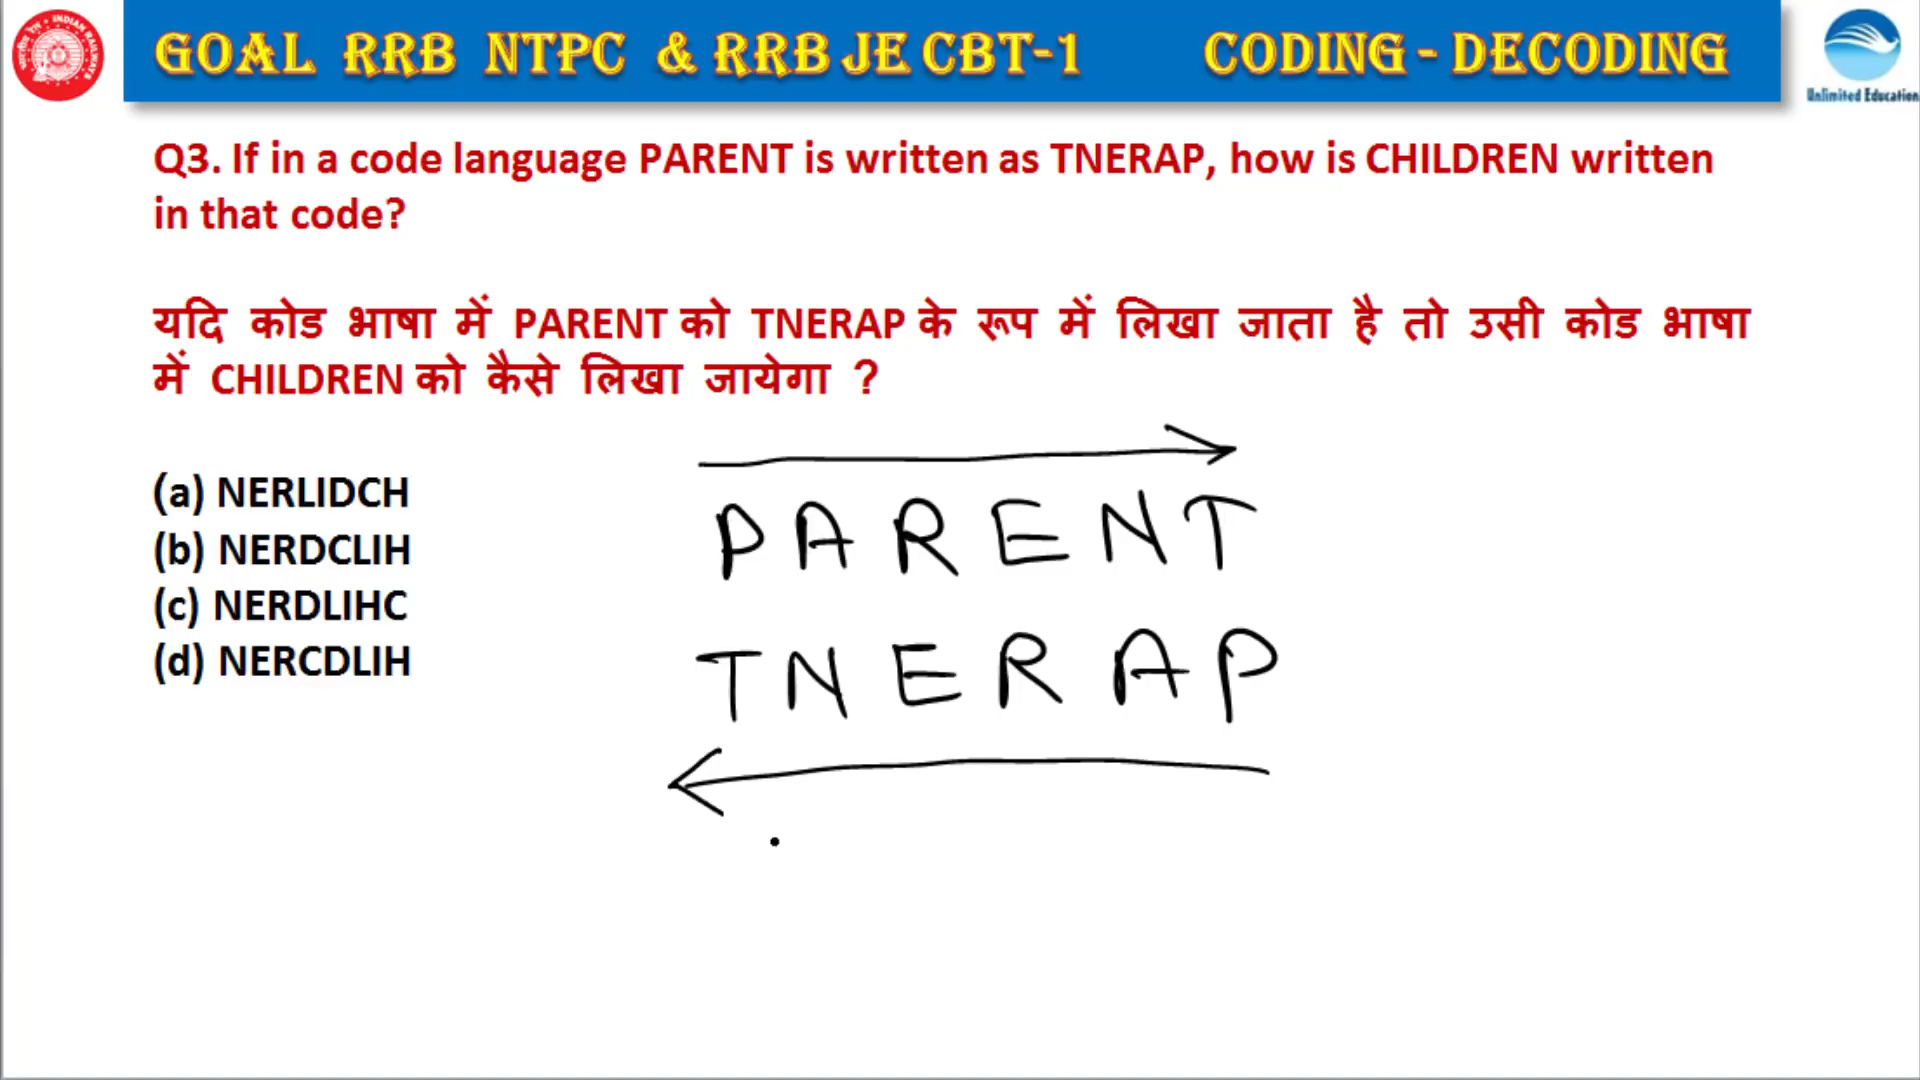 GOAL RRB NTPC & RRB JE CBT-1 CODING - DECODING
Unlimited Education
Q3. If in a code language PARENT is written as TNERAP, how is CHILDREN written
in that code?
यदि कोड भाषा में PARENT को TNERAP के रूप में लिखा जाता है तो उसी कोड भाषा
में CHILDREN को कैसे लिखा जायेगा ?
(a) NERLIDCH
(b) NERDCLIH
(c) NERDLIHC
(d) NERCDLIH
PARENT
TNERAP